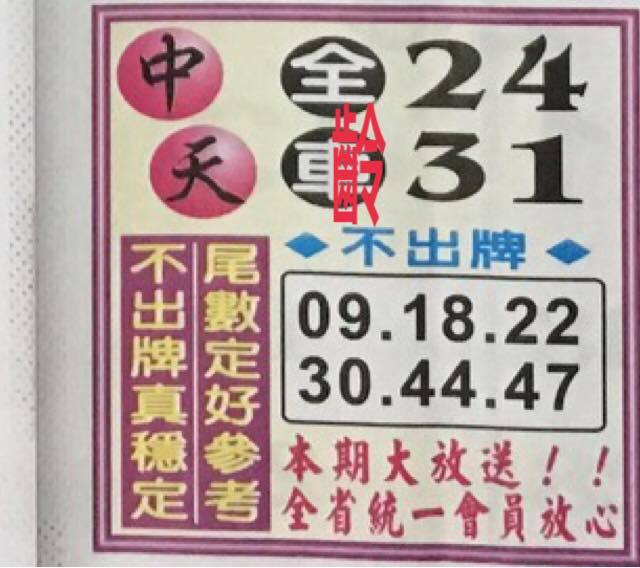 中天
全車
24
31
尾數定好參考
不出牌真穩定
不出牌
09.18.22
30.44.47
本期大放送！！
全省統一會員放心